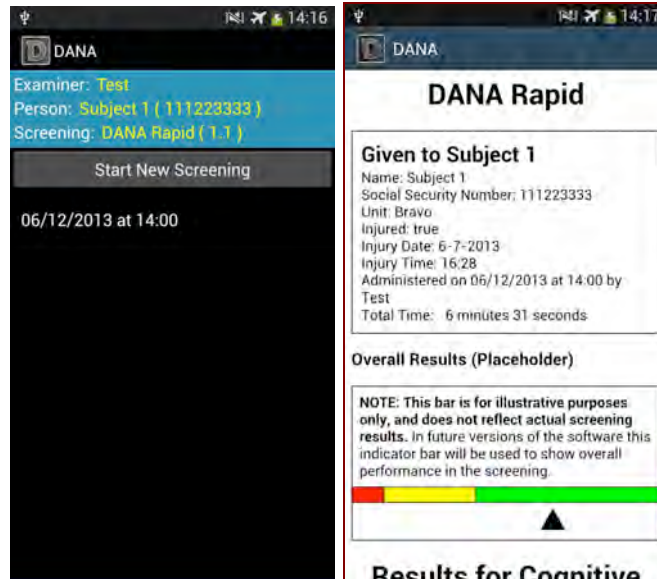 14:16
DANA
Examiner: Test
Person: Subject 1 ( 111223333 )
Screening: DANA Rapid ( 1.1 )
Start New Screening
06/12/2013 at 14:00
14:17
DANA
DANA Rapid
Given to Subject 1
Name: Subject 1
Social Security Number: 111223333
Unit: Bravo
Injured: true
Injury Date: 6-7-2013
Injury Time: 16:28
Administered on 06/12/2013 at 14:00 by
Test
Total Time: 6 minutes 31 seconds
Overall Results (Placeholder)
NOTE: This bar is for illustrative purposes
only, and does not reflect actual screening
results. In future versions of the software this
indicator bar will be used to show overall
performance in the screening.
Results for Cognitive